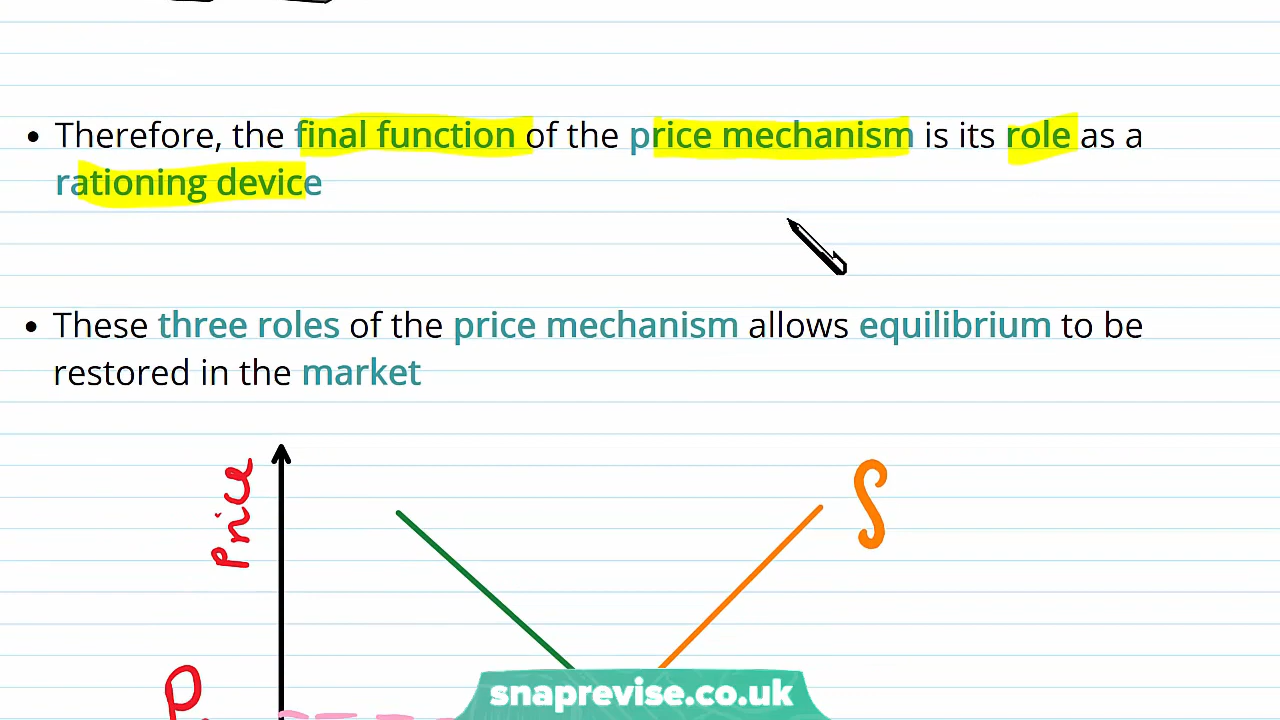 • Therefore, the final function of the price mechanism is its role as a
rationing device
• These three roles of the price mechanism allows equilibrium to be
restored in the market
Price
S
P
snaprevise.co.uk